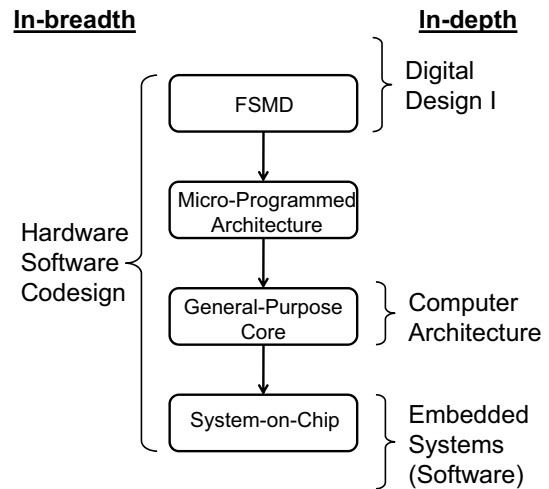 In-breadth
In-depth
Digital
Design I
FSMD
Micro-Programmed
Architecture
Hardware
Software
Codesign
General-Purpose
Core
Computer
Architecture
System-on-Chip
Embedded
Systems
(Software)